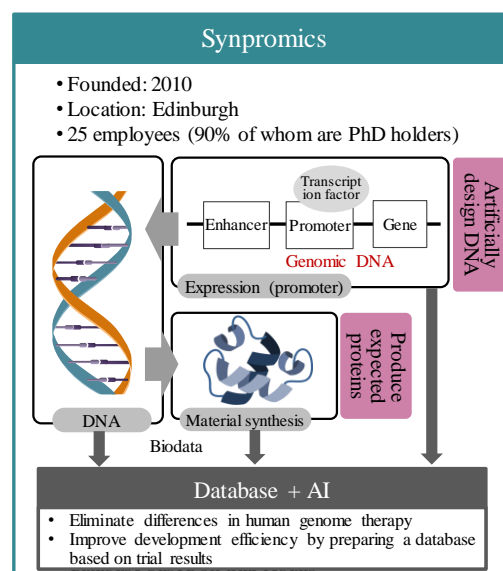 Synpromics
• Founded: 2010
• Location: Edinburgh
• 25 employees (90% of whom are PhD holders)
Transcript
ion factor
Enhancer
Promoter
Gene
Genomic DNA
Expression (promoter)
Artificially
design DNA
Produce
expected
proteins
DNA
Material synthesis
Biodata
Database + AI
• Eliminate differences in human genome therapy
• Improve development efficiency by preparing a database
based on trial results